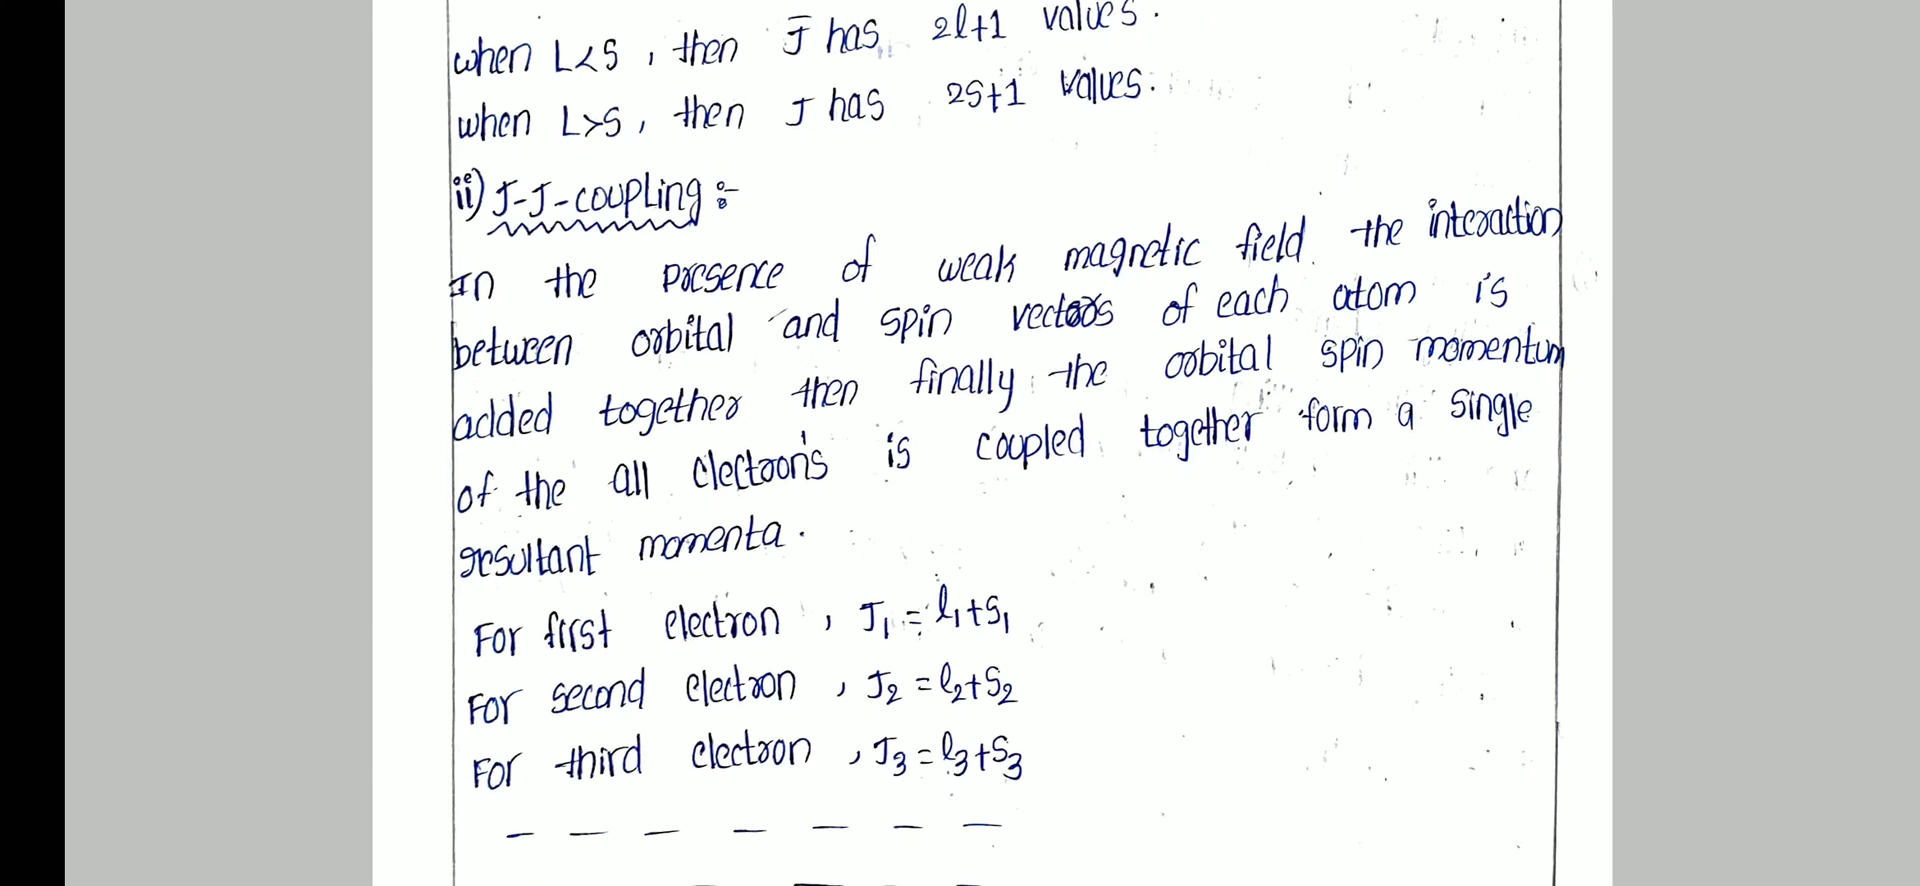 when L<S , then J̄ has 2l+1 values.
when L>S , then J has 2S+1 values.
ii) J-J-coupling :-
In the presence of weak magnetic field the interaction
between orbital and spin vectors of each atom is
added together then finally the orbital spin momentum
of the all electron's is coupled together form a single
resultant momenta.
For first electron , J₁ = l₁+S₁
For second electron , J₂ = l₂+S₂
For third electron , J₃ = l₃+S₃
— — — — — — —